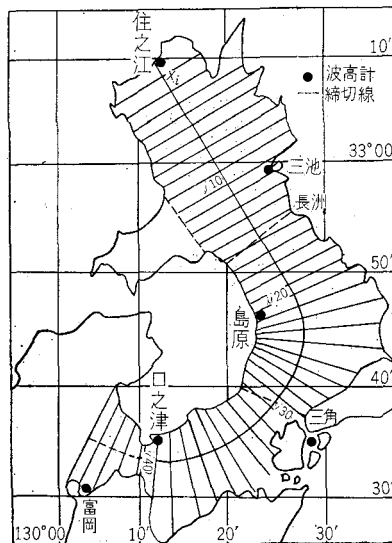 住之江
10′
xᵢ
● 波高計
--- 締切線
33°00
三池
10
長洲
50′
20
島原
40′
口之津
30
三角
40
30′
富岡
130°00′
10′
20′
30′